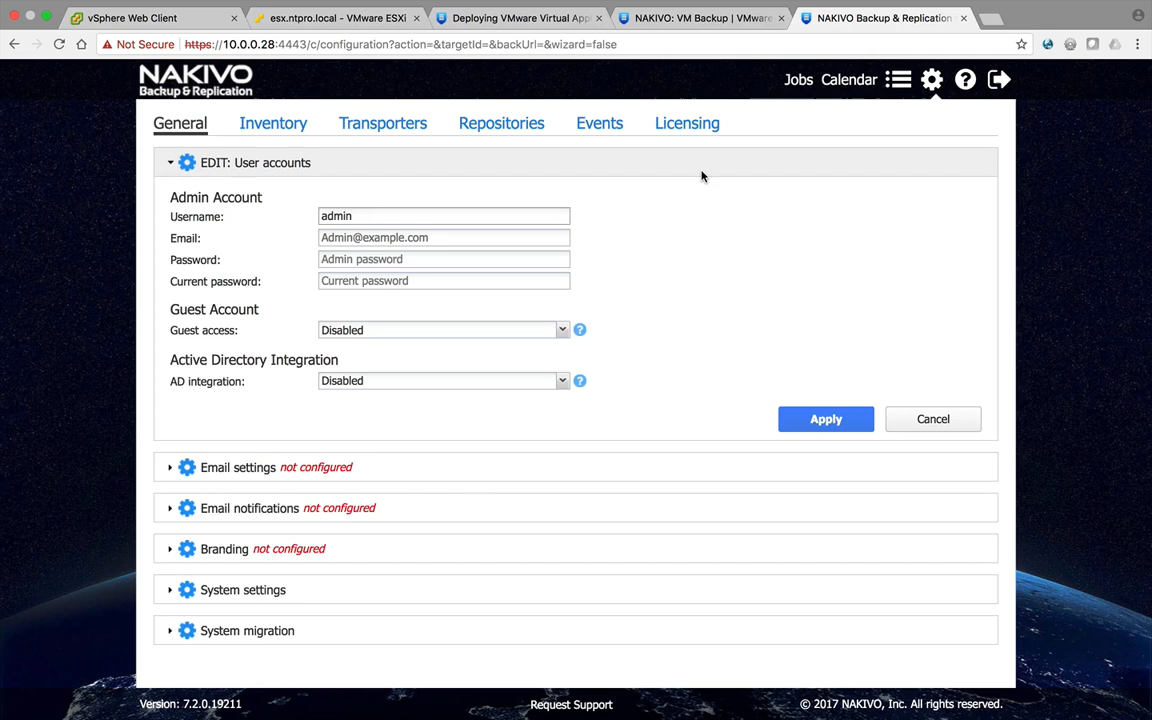 vSphere Web Client
esx.ntpro.local - VMware ESXi
Deploying VMware Virtual App
NAKIVO: VM Backup | VMware
NAKIVO Backup & Replication
Not Secure https://10.0.0.28:4443/c/configuration?action=&targetId=&backUrl=&wizard=false
NAKIVO
Backup & Replication
Jobs Calendar
General Inventory Transporters Repositories Events Licensing
EDIT: User accounts
Admin Account
Username: admin
Email: Admin@example.com
Password: Admin password
Current password: Current password
Guest Account
Guest access: Disabled ?
Active Directory Integration
AD integration: Disabled ?
Apply Cancel
Email settings not configured
Email notifications not configured
Branding not configured
System settings
System migration
Version: 7.2.0.19211 Request Support © 2017 NAKIVO, Inc. All rights reserved.